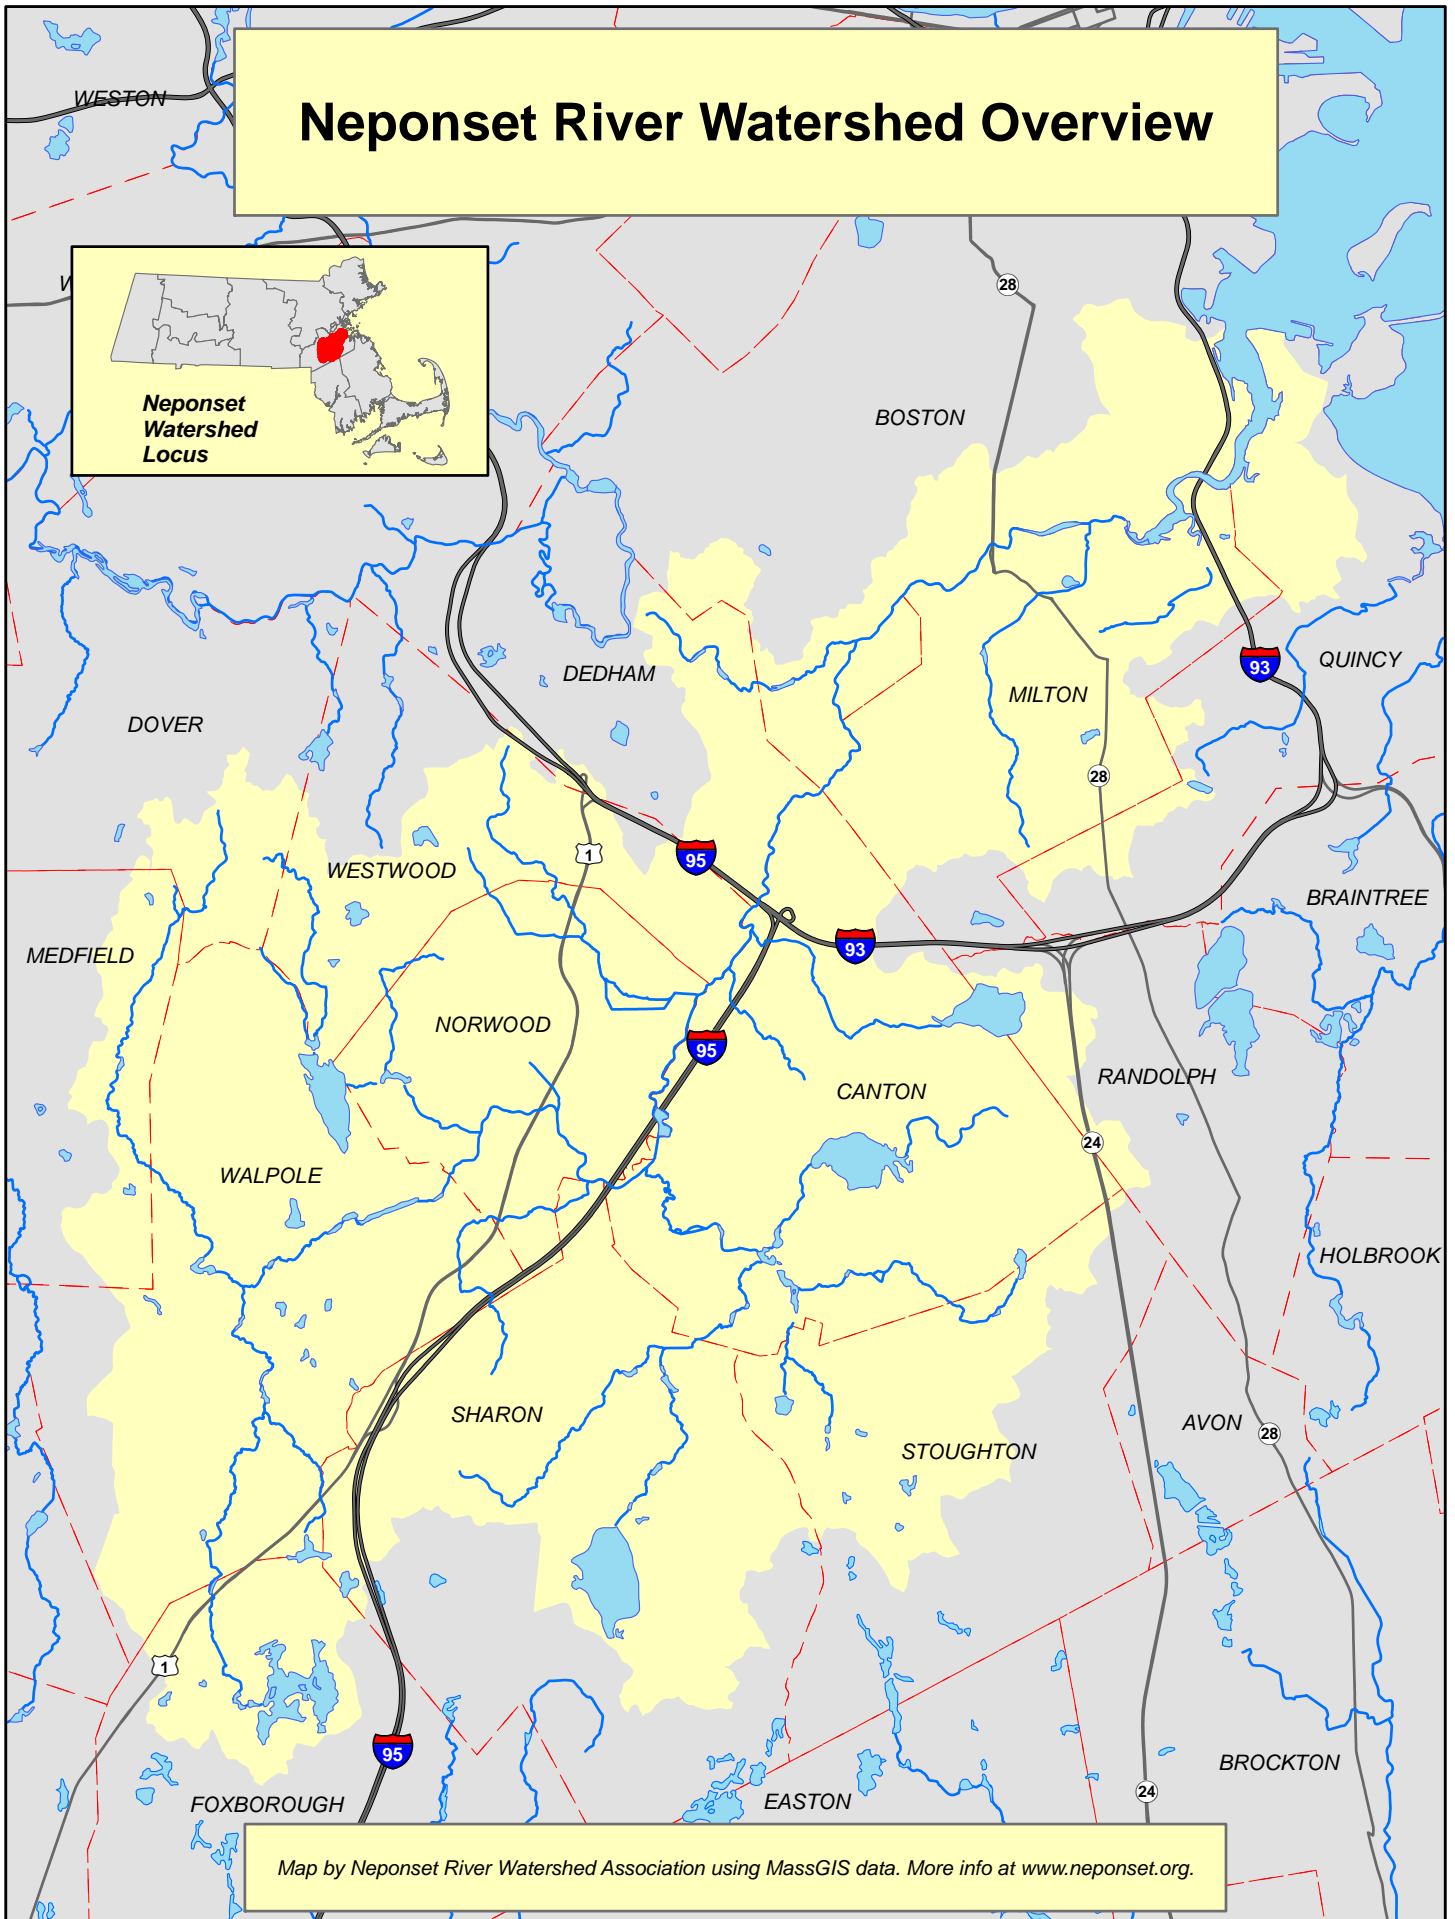 Neponset River Watershed Overview
WESTON
W
Neponset
Watershed
Locus
28
BOSTON
DEDHAM
93
QUINCY
MILTON
DOVER
28
1
95
WESTWOOD
BRAINTREE
MEDFIELD
93
NORWOOD
95
CANTON
RANDOLPH
24
WALPOLE
HOLBROOK
SHARON
AVON
28
STOUGHTON
1
95
BROCKTON
24
FOXBOROUGH
EASTON
Map by Neponset River Watershed Association using MassGIS data. More info at www.neponset.org.